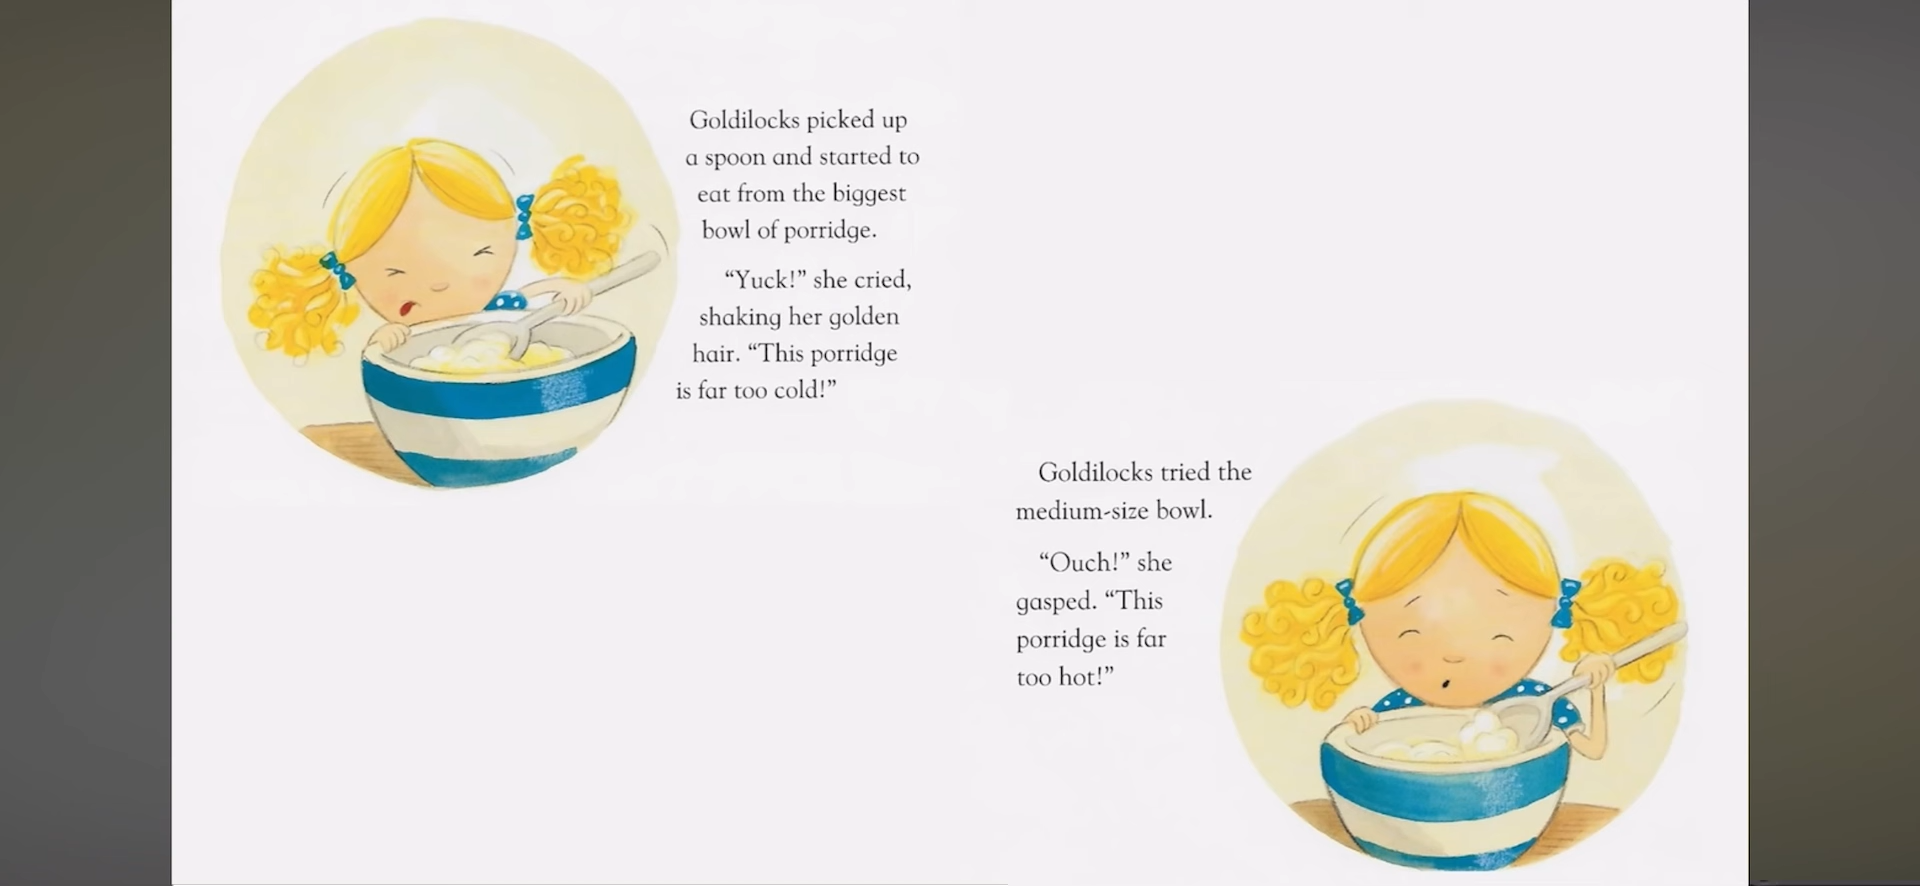 Goldilocks picked up
a spoon and started to
eat from the biggest
bowl of porridge.
“Yuck!” she cried,
shaking her golden
hair. “This porridge
is far too cold!”
Goldilocks tried the
medium-size bowl.
“Ouch!” she
gasped. “This
porridge is far
too hot!”